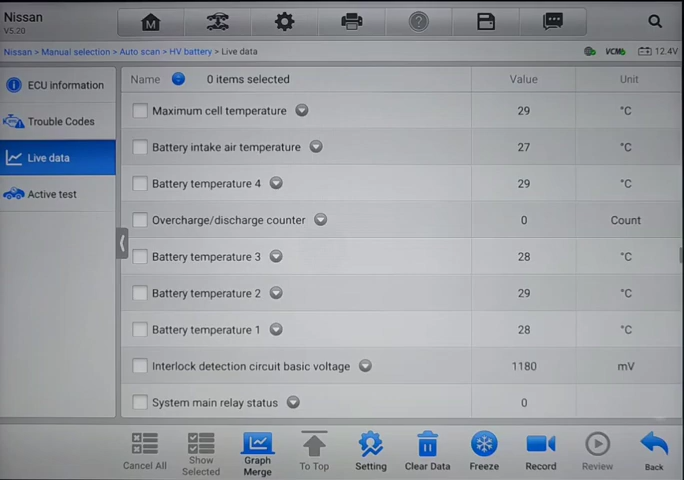 Nissan
V5.20
VCMI
12.4V
Nissan > Manual selection > Auto scan > HV battery > Live data
ECU information
Trouble Codes
Live data
Active test
Name 0 items selected Value Unit
Maximum cell temperature 29 °C
Battery intake air temperature 27 °C
Battery temperature 4 29 °C
Overcharge/discharge counter 0 Count
Battery temperature 3 28 °C
Battery temperature 2 29 °C
Battery temperature 1 28 °C
Interlock detection circuit basic voltage 1180 mV
System main relay status 0
Cancel All
Show Selected
Graph Merge
To Top
Setting
Clear Data
Freeze
Record
Review
Back